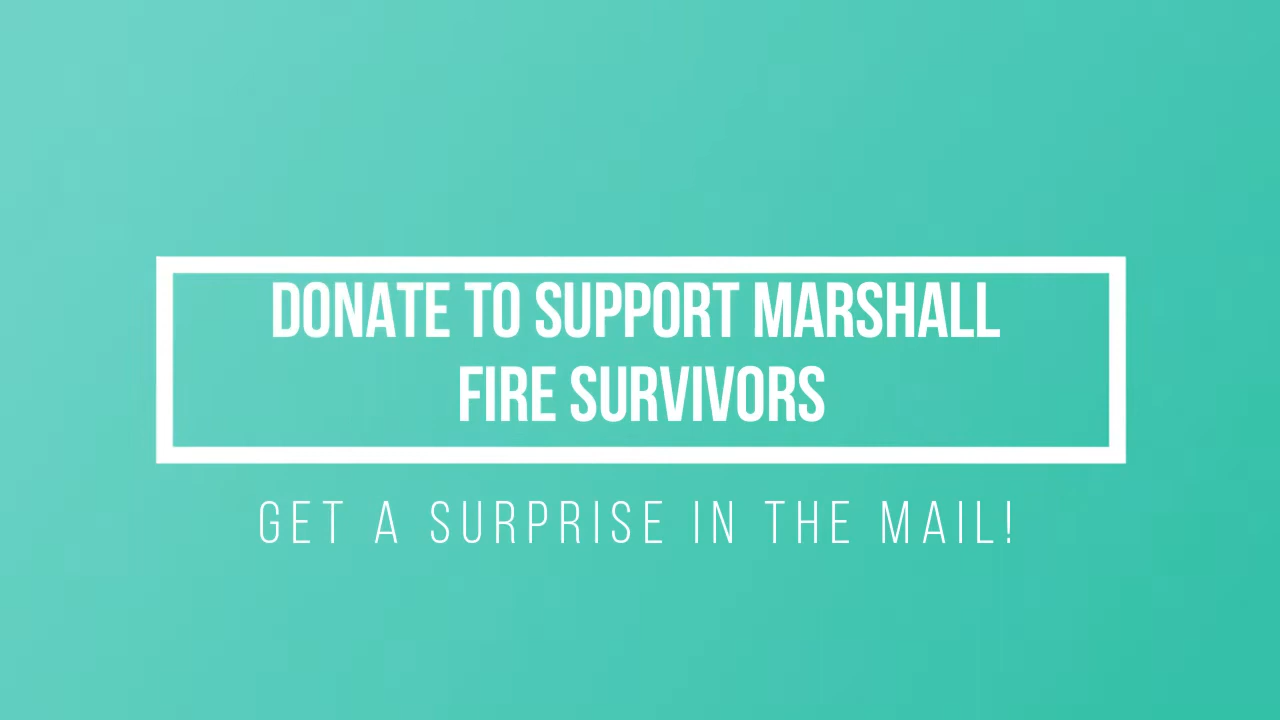 DONATE TO SUPPORT MARSHALL
FIRE SURVIVORS
GET A SURPRISE IN THE MAIL!